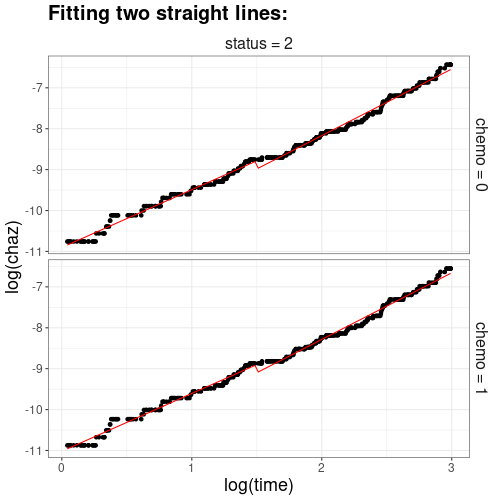 Fitting two straight lines:
status = 2
log(chaz)
-7
-8
-9
-10
-11
chemo = 0
-7
-8
-9
-10
-11
chemo = 1
0 1 2 3
log(time)